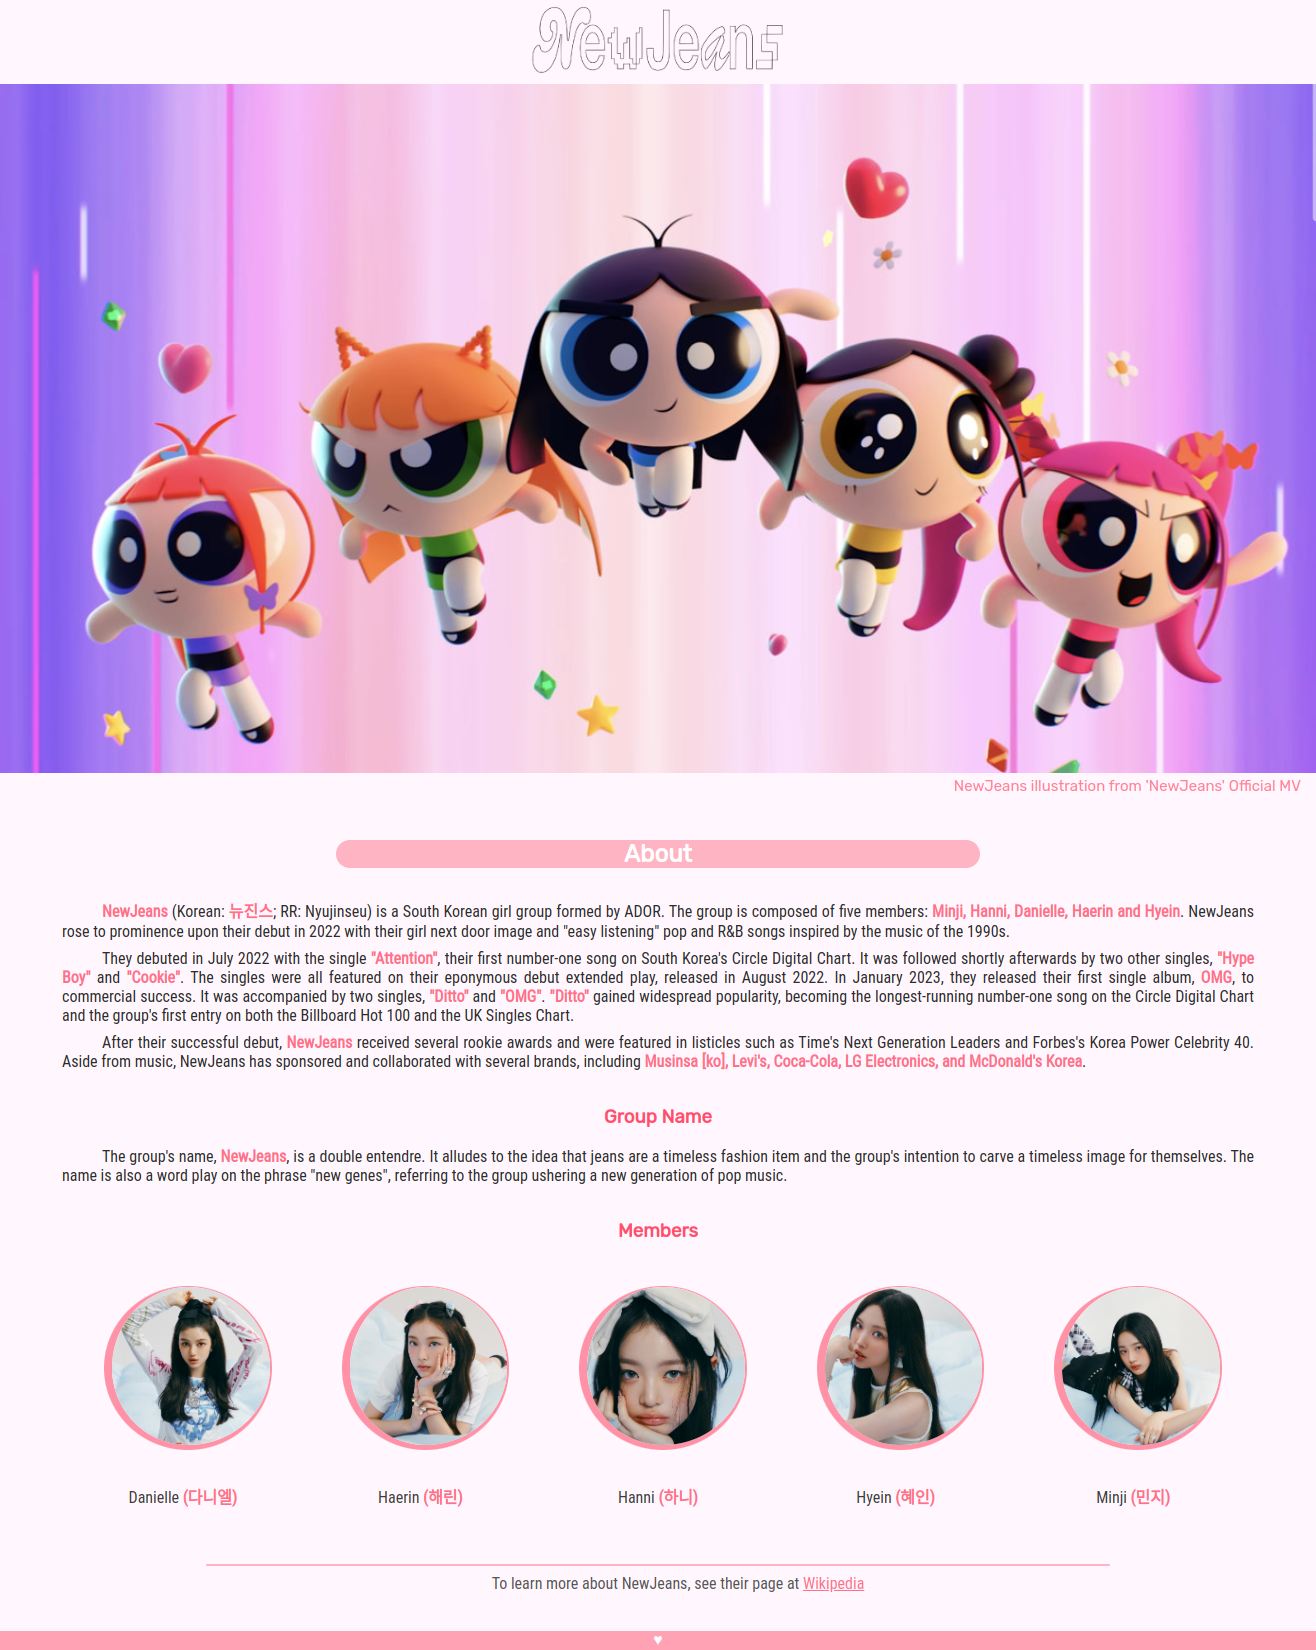 NewJeans
NewJeans illustration from 'NewJeans' Official MV
About
NewJeans (Korean: 뉴진스; RR: Nyujinseu) is a South Korean girl group formed by ADOR. The group is composed of five members: Minji, Hanni, Danielle, Haerin and Hyein. NewJeans
rose to prominence upon their debut in 2022 with their girl next door image and "easy listening" pop and R&B songs inspired by the music of the 1990s.
They debuted in July 2022 with the single "Attention", their first number-one song on South Korea's Circle Digital Chart. It was followed shortly afterwards by two other singles, "Hype
Boy" and "Cookie". The singles were all featured on their eponymous debut extended play, released in August 2022. In January 2023, they released their first single album, OMG, to
commercial success. It was accompanied by two singles, "Ditto" and "OMG". "Ditto" gained widespread popularity, becoming the longest-running number-one song on the Circle Digital Chart
and the group's first entry on both the Billboard Hot 100 and the UK Singles Chart.
After their successful debut, NewJeans received several rookie awards and were featured in listicles such as Time's Next Generation Leaders and Forbes's Korea Power Celebrity 40.
Aside from music, NewJeans has sponsored and collaborated with several brands, including Musinsa [ko], Levi's, Coca-Cola, LG Electronics, and McDonald's Korea.
Group Name
The group's name, NewJeans, is a double entendre. It alludes to the idea that jeans are a timeless fashion item and the group's intention to carve a timeless image for themselves. The
name is also a word play on the phrase "new genes", referring to the group ushering a new generation of pop music.
Members
Danielle (다니엘)
Haerin (해린)
Hanni (하니)
Hyein (혜인)
Minji (민지)
To learn more about NewJeans, see their page at Wikipedia
♥